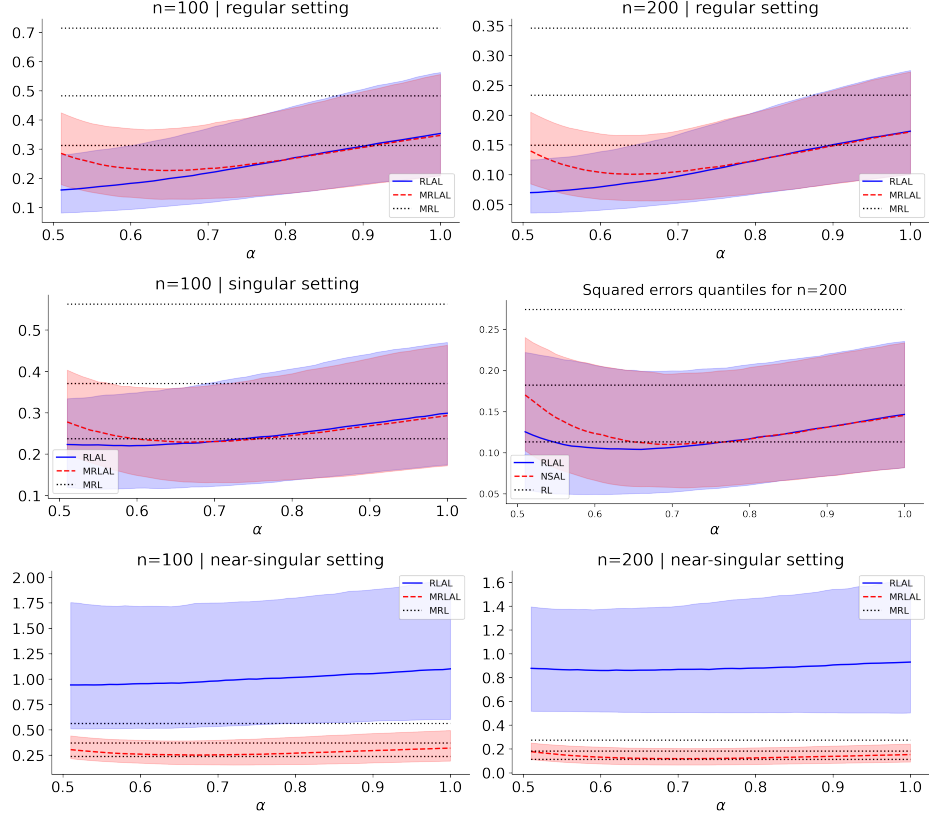 n=100 | regular setting
0.7
0.6
0.5
0.4
0.3
0.2
0.1
0.5 0.6 0.7 0.8 0.9 1.0
α
RLAL
MRLAL
MRL
n=200 | regular setting
0.35
0.30
0.25
0.20
0.15
0.10
0.05
0.5 0.6 0.7 0.8 0.9 1.0
α
RLAL
MRLAL
MRL
n=100 | singular setting
0.5
0.4
0.3
0.2
0.1
0.5 0.6 0.7 0.8 0.9 1.0
α
RLAL
MRLAL
MRL
Squared errors quantiles for n=200
0.25
0.20
0.15
0.10
0.05
0.5 0.6 0.7 0.8 0.9 1.0
α
RLAL
NSAL
RL
n=100 | near-singular setting
2.00
1.75
1.50
1.25
1.00
0.75
0.50
0.25
0.5 0.6 0.7 0.8 0.9 1.0
α
RLAL
MRLAL
MRL
n=200 | near-singular setting
1.6
1.4
1.2
1.0
0.8
0.6
0.4
0.2
0.0
0.5 0.6 0.7 0.8 0.9 1.0
α
RLAL
MRLAL
MRL